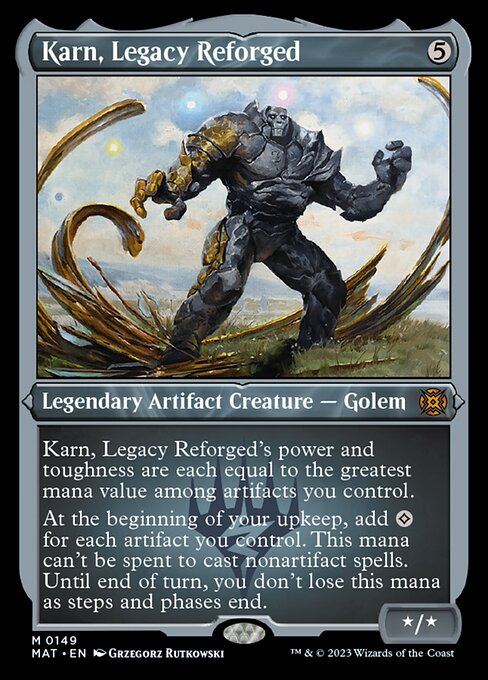 Karn, Legacy Reforged 5
Legendary Artifact Creature — Golem
Karn, Legacy Reforged's power and
toughness are each equal to the greatest
mana value among artifacts you control.
At the beginning of your upkeep, add
for each artifact you control. This mana
can't be spent to cast nonartifact spells.
Until end of turn, you don't lose this mana
as steps and phases end.
*/*
M 0149
MAT • EN Grzegorz Rutkowski
™ & © 2023 Wizards of the Coast